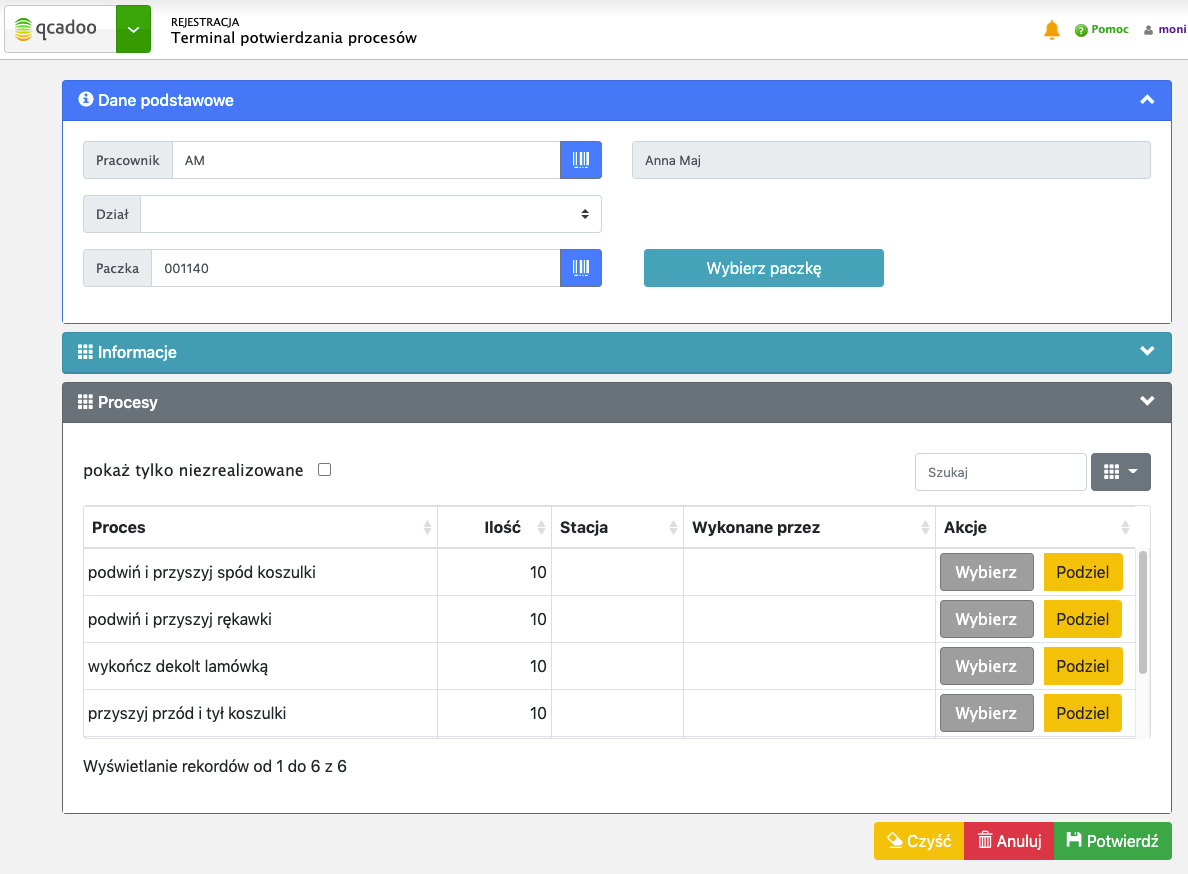 qcadoo
REJESTRACJA
Terminal potwierdzania procesów
Pomoc
moni
Dane podstawowe
Pracownik AM
Anna Maj
Dział
Paczka 001140
Wybierz paczkę
Informacje
Procesy
pokaż tylko niezrealizowane
Szukaj
Proces Ilość Stacja Wykonane przez Akcje
podwiń i przyszyj spód koszulki 10 Wybierz Podziel
podwiń i przyszyj rękawki 10 Wybierz Podziel
wykończ dekolt lamówką 10 Wybierz Podziel
przyszyj przód i tył koszulki 10 Wybierz Podziel
Wyświetlanie rekordów od 1 do 6 z 6
Czyść Anuluj Potwierdź